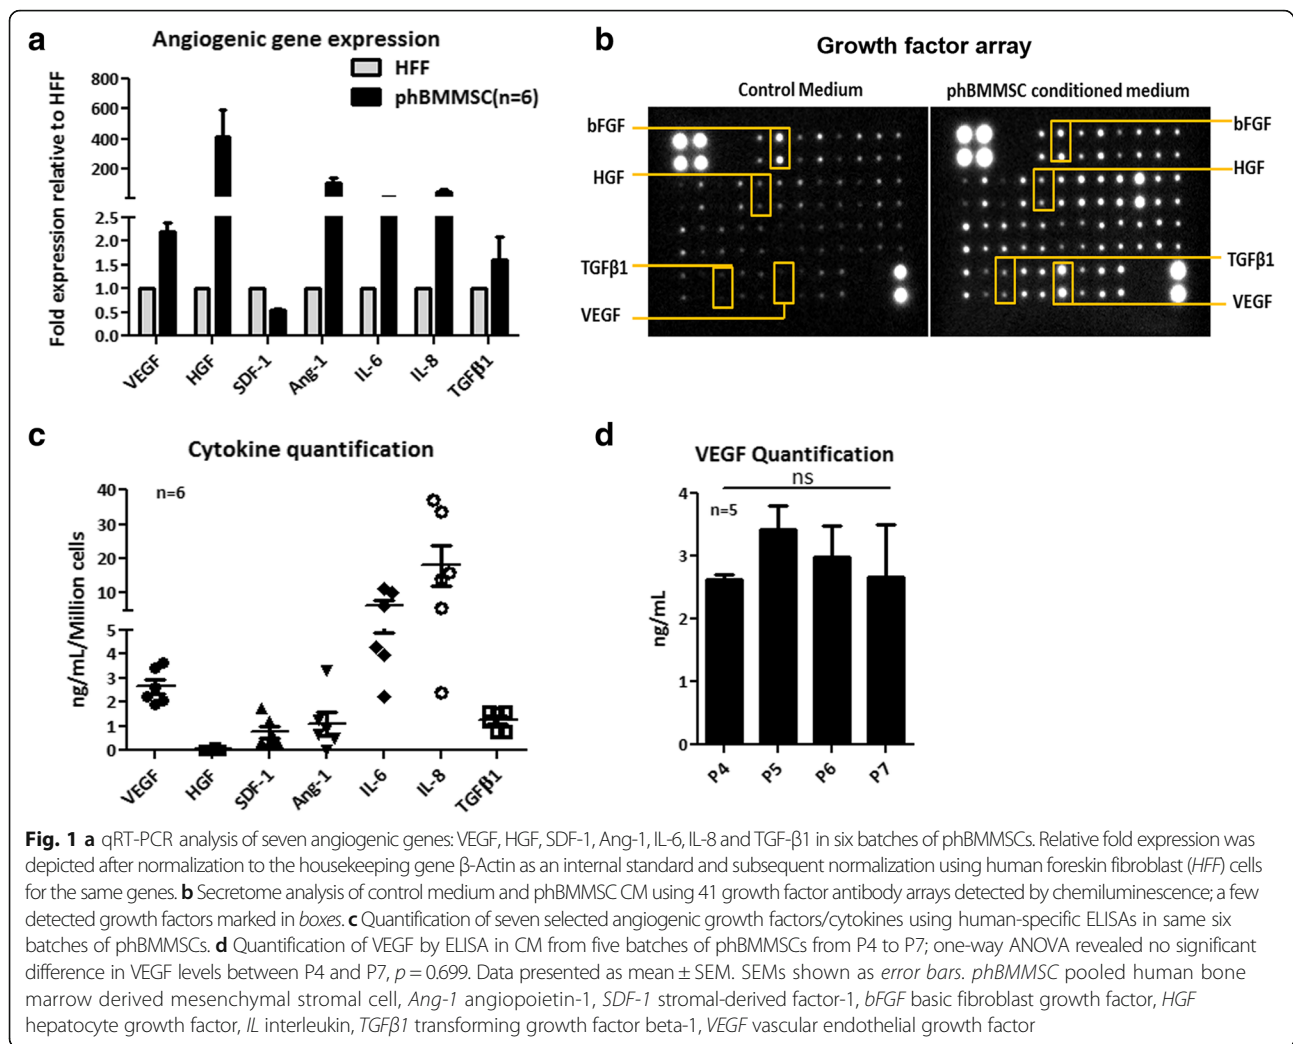 a
Angiogenic gene expression
HFF
phBMMSC(n=6)
Fold expression relative to HFF
800
600
400
200
2.5
2.0
1.5
1.0
0.5
0.0
VEGF
HGF
SDF-1
Ang-1
IL-6
IL-8
TGFβ1
b
Growth factor array
Control Medium
phBMMSC conditioned medium
bFGF
HGF
TGFβ1
VEGF
bFGF
HGF
TGFβ1
VEGF
c
Cytokine quantification
n=6
ng/mL/Million cells
40
30
20
10
5
4
3
2
1
0
VEGF
HGF
SDF-1
Ang-1
IL-6
IL-8
TGFβ1
d
VEGF Quantification
ns
n=5
ng/mL
4
3
2
1
0
P4
P5
P6
P7
Fig. 1 a qRT-PCR analysis of seven angiogenic genes: VEGF, HGF, SDF-1, Ang-1, IL-6, IL-8 and TGF-β1 in six batches of phBMMSCs. Relative fold expression was
depicted after normalization to the housekeeping gene β-Actin as an internal standard and subsequent normalization using human foreskin fibroblast (HFF) cells
for the same genes. b Secretome analysis of control medium and phBMMSC CM using 41 growth factor antibody arrays detected by chemiluminescence; a few
detected growth factors marked in boxes. c Quantification of seven selected angiogenic growth factors/cytokines using human-specific ELISAs in same six
batches of phBMMSCs. d Quantification of VEGF by ELISA in CM from five batches of phBMMSCs from P4 to P7; one-way ANOVA revealed no significant
difference in VEGF levels between P4 and P7, p = 0.699. Data presented as mean ± SEM. SEMs shown as error bars. phBMMSC pooled human bone
marrow derived mesenchymal stromal cell, Ang-1 angiopoietin-1, SDF-1 stromal-derived factor-1, bFGF basic fibroblast growth factor, HGF
hepatocyte growth factor, IL interleukin, TGFβ1 transforming growth factor beta-1, VEGF vascular endothelial growth factor